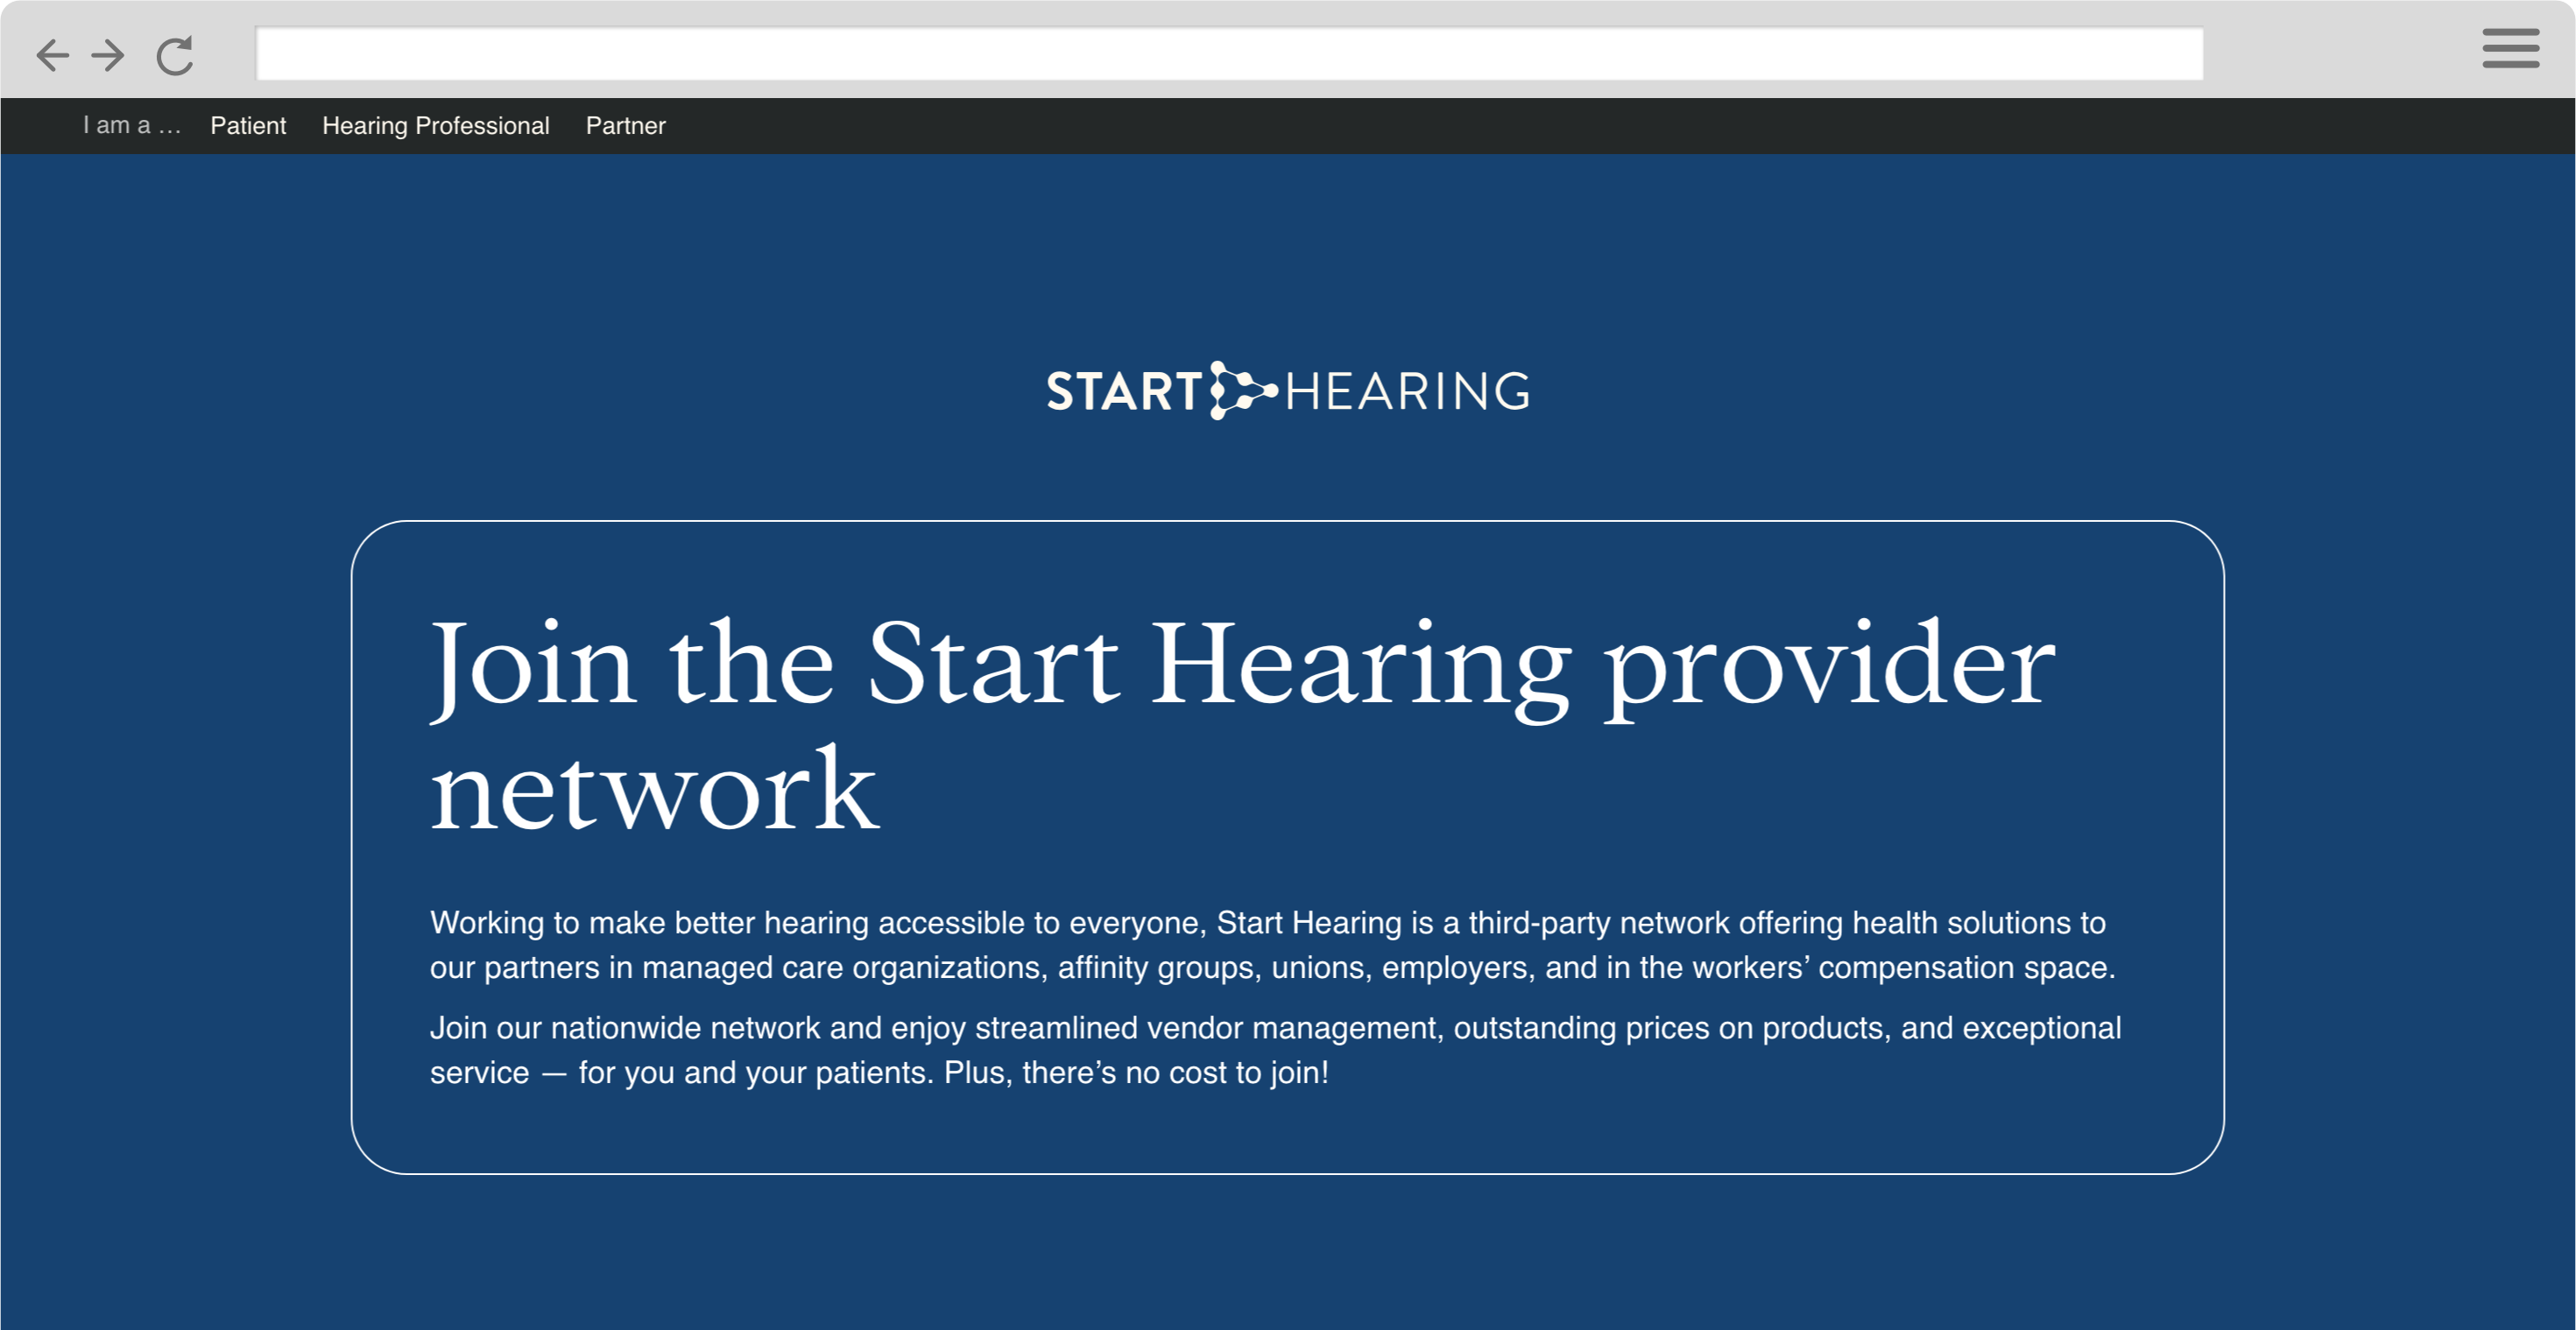 I am a … Patient Hearing Professional Partner
START HEARING
Join the Start Hearing provider
network
Working to make better hearing accessible to everyone, Start Hearing is a third-party network offering health solutions to
our partners in managed care organizations, affinity groups, unions, employers, and in the workers’ compensation space.
Join our nationwide network and enjoy streamlined vendor management, outstanding prices on products, and exceptional
service — for you and your patients. Plus, there’s no cost to join!